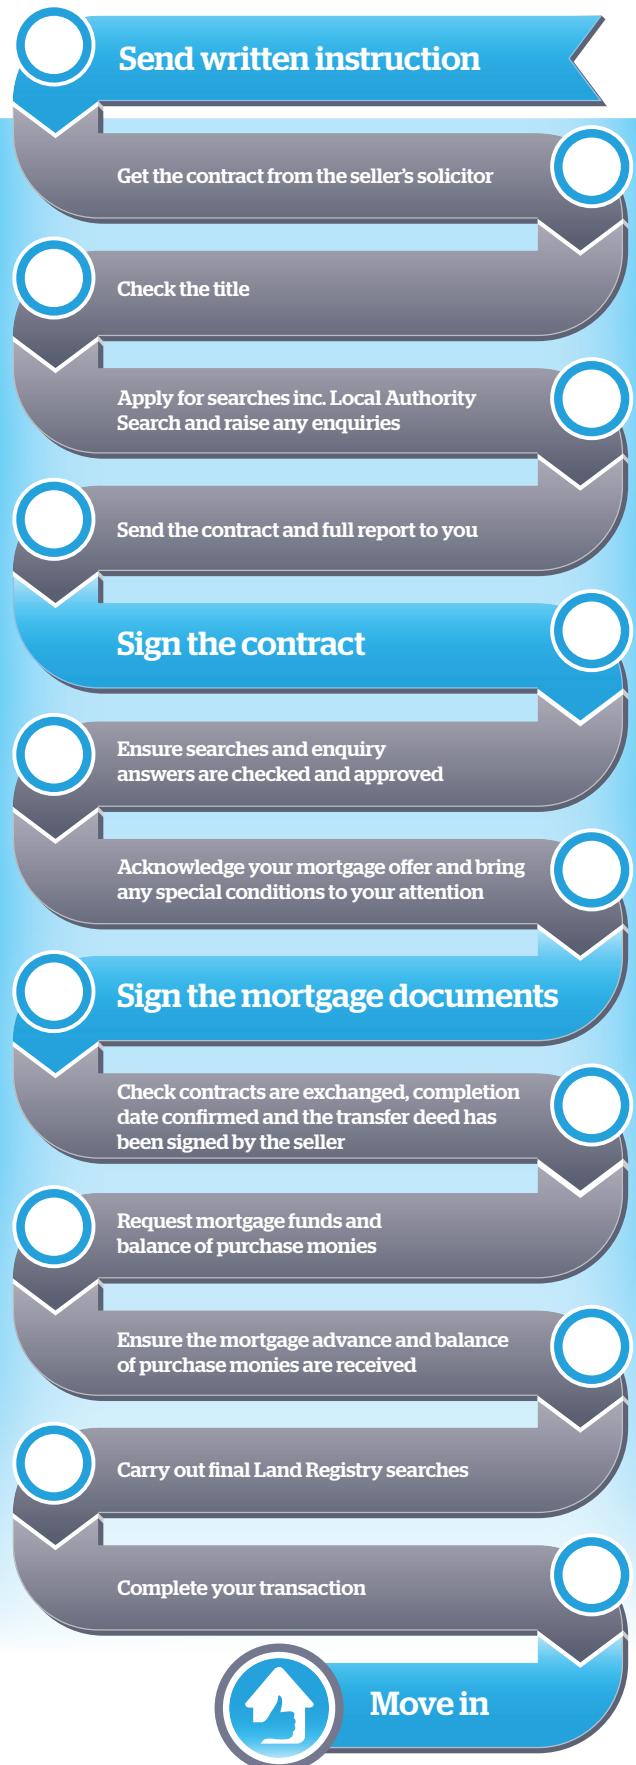 Send written instruction
Get the contract from the seller's solicitor
Check the title
Apply for searches inc. Local Authority
Search and raise any enquiries
Send the contract and full report to you
Sign the contract
Ensure searches and enquiry
answers are checked and approved
Acknowledge your mortgage offer and bring
any special conditions to your attention
Sign the mortgage documents
Check contracts are exchanged, completion
date confirmed and the transfer deed has
been signed by the seller
Request mortgage funds and
balance of purchase monies
Ensure the mortgage advance and balance
of purchase monies are received
Carry out final Land Registry searches
Complete your transaction
Move in